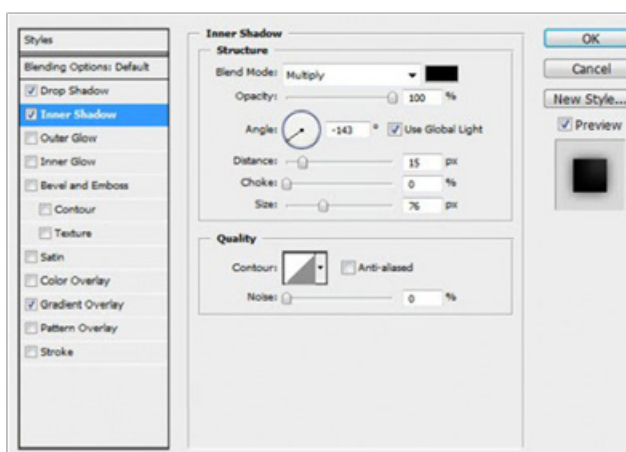 Styles
Blending Options: Default
Drop Shadow
Inner Shadow
Outer Glow
Inner Glow
Bevel and Emboss
Contour
Texture
Satin
Color Overlay
Gradient Overlay
Pattern Overlay
Stroke
Inner Shadow
Structure
Blend Mode: Multiply
Opacity: 100 %
Angle: -143 ° Use Global Light
Distance: 15 px
Choke: 0 %
Size: 76 px
Quality
Contour: Anti-aliased
Noise: 0 %
OK
Cancel
New Style...
Preview